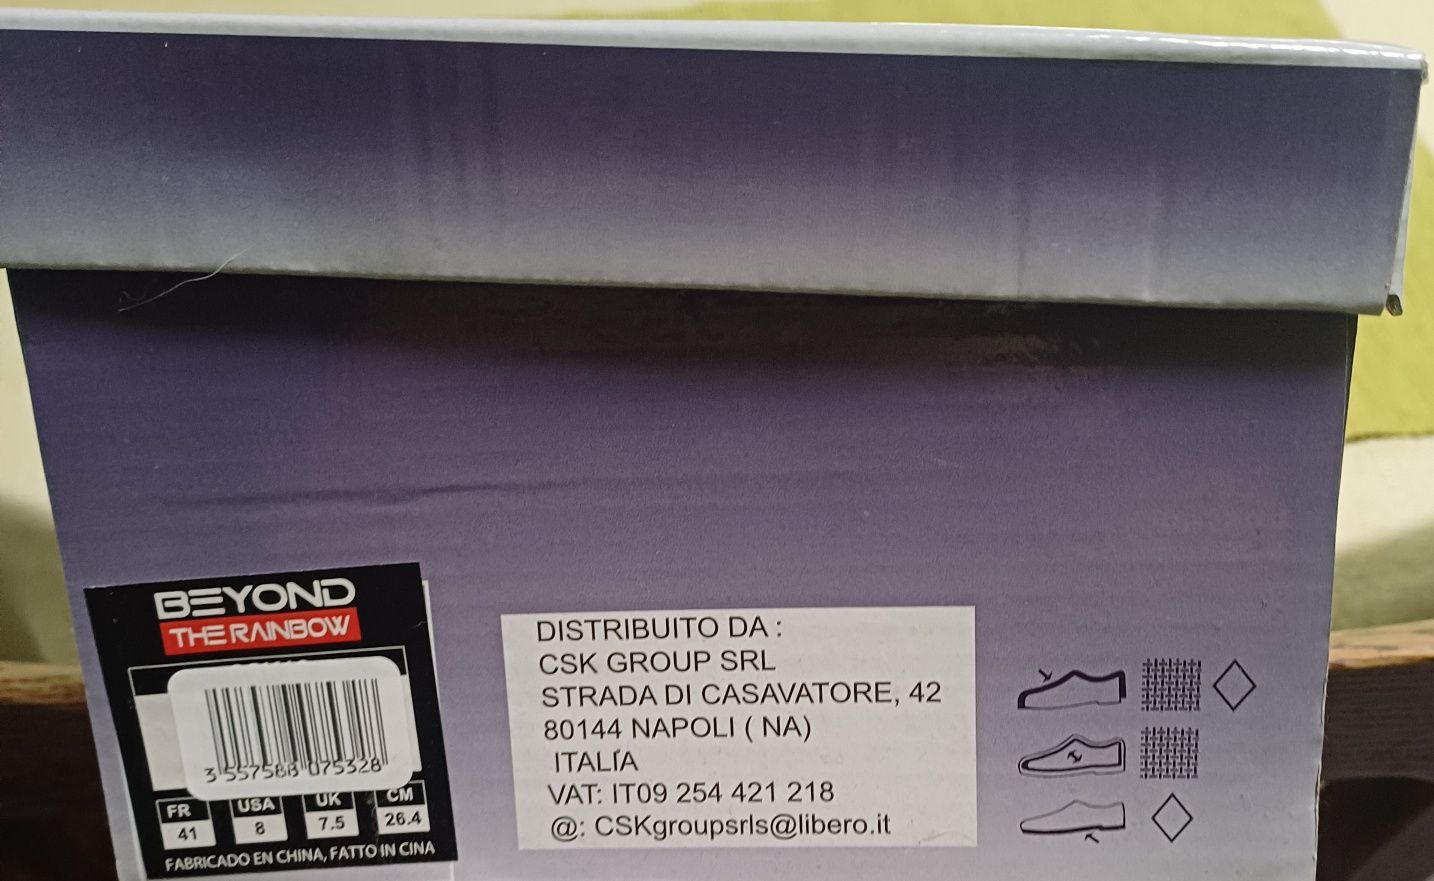 BEYOND
THE RAINBOW
3 557588 075328
FR USA UK CM
41 8 7.5 26.4
FABRICADO EN CHINA, FATTO IN CINA
DISTRIBUITO DA :
CSK GROUP SRL
STRADA DI CASAVATORE, 42
80144 NAPOLI ( NA)
ITALÍA
VAT: IT09 254 421 218
@: CSKgroupsrls@libero.it